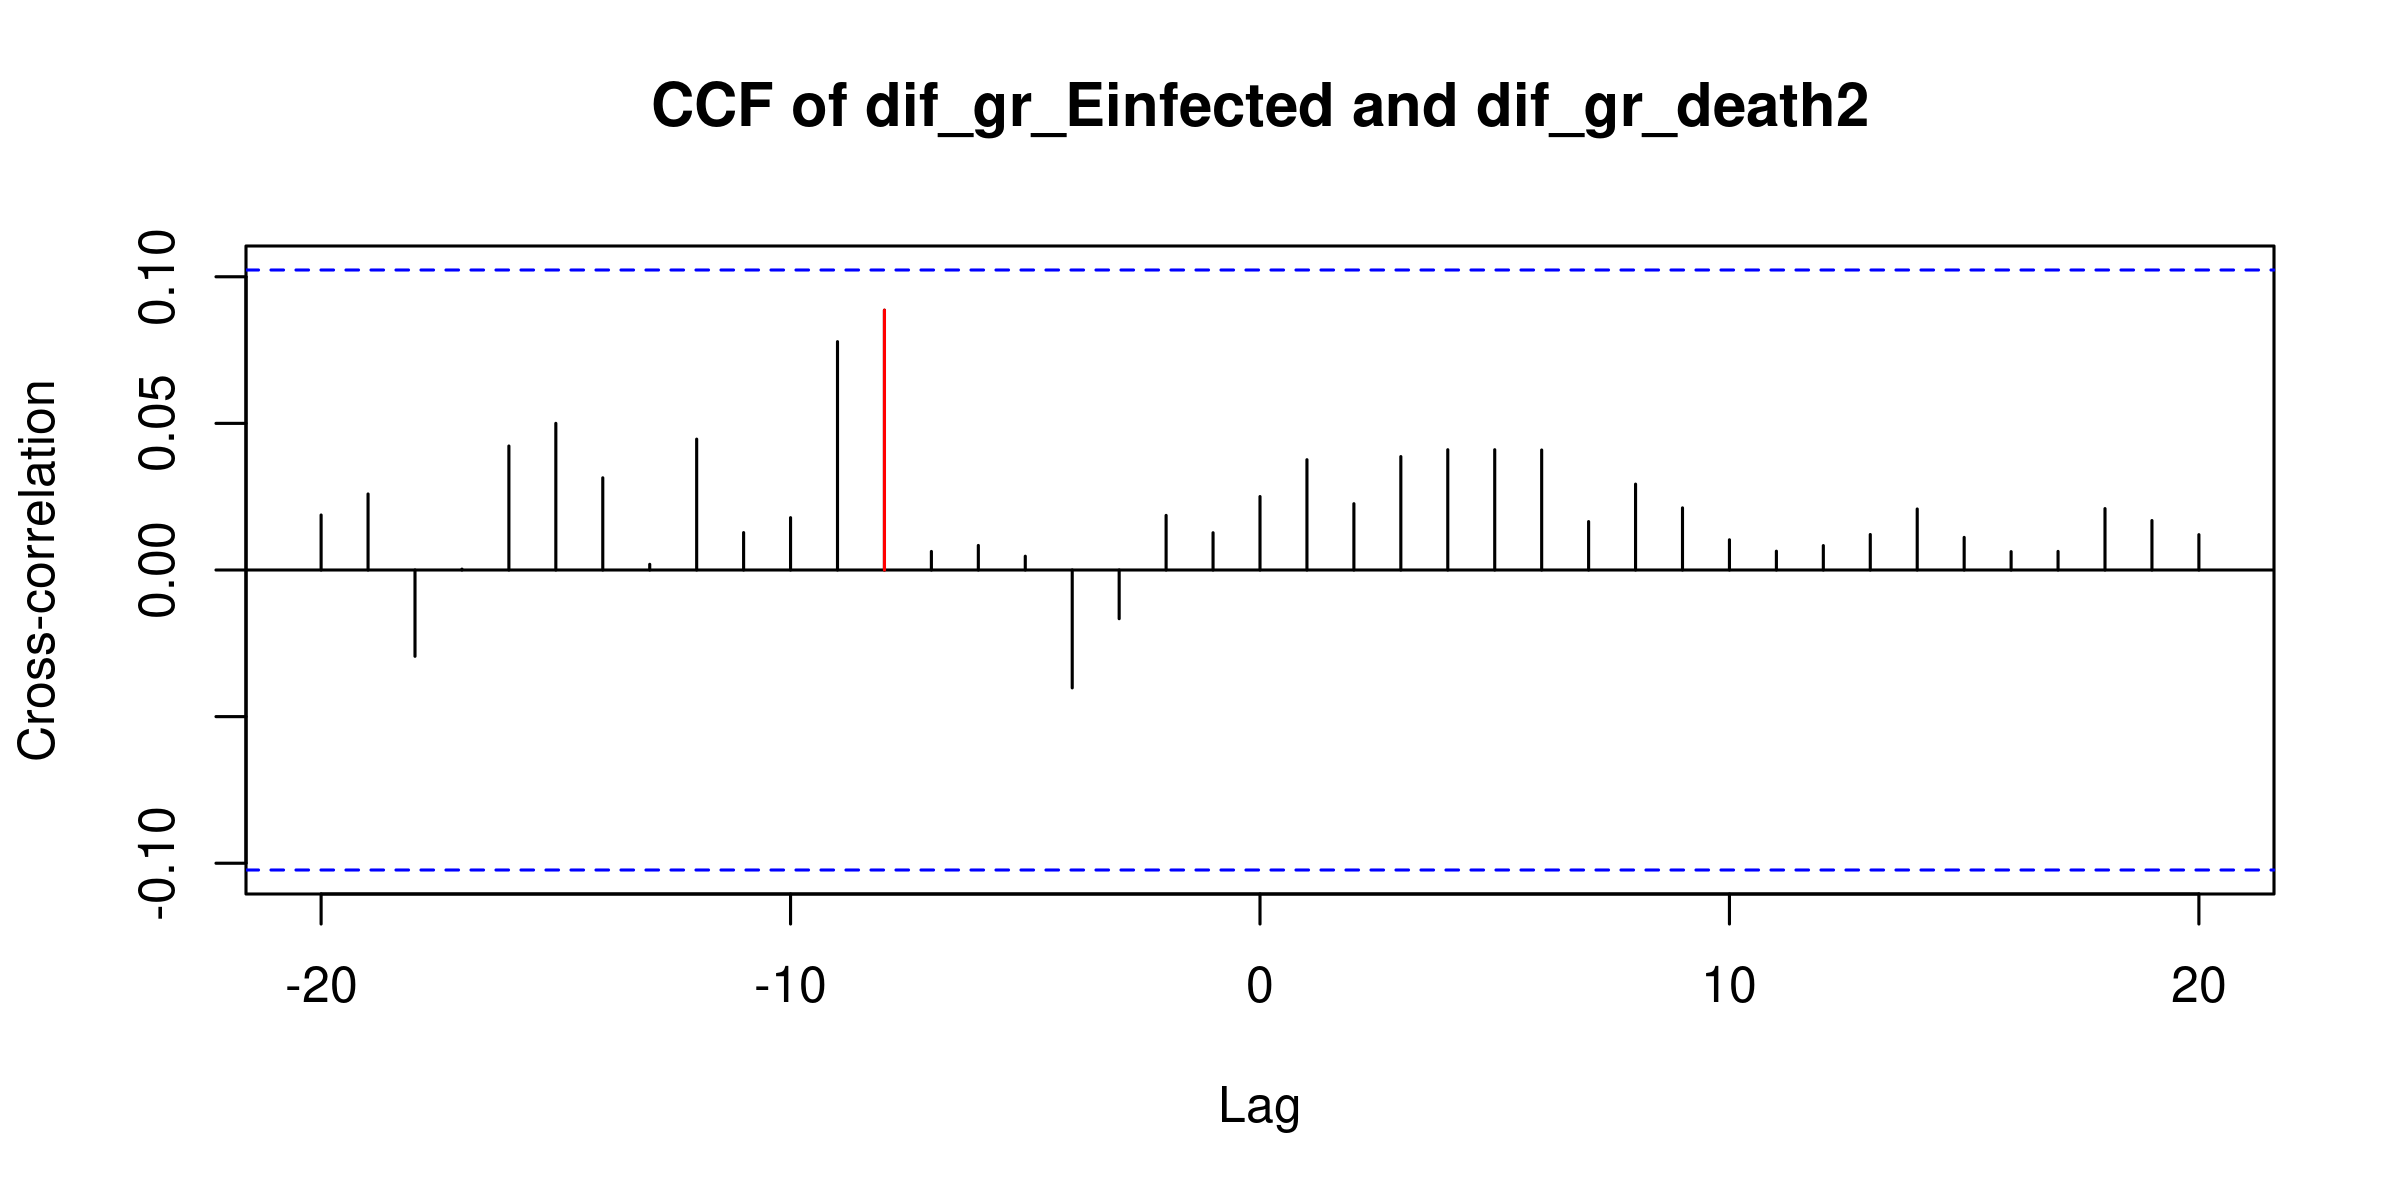 CCF of dif_gr_Einfected and dif_gr_death2
Cross-correlation
0.10
0.05
0.00
-0.10
-20 -10 0 10 20
Lag